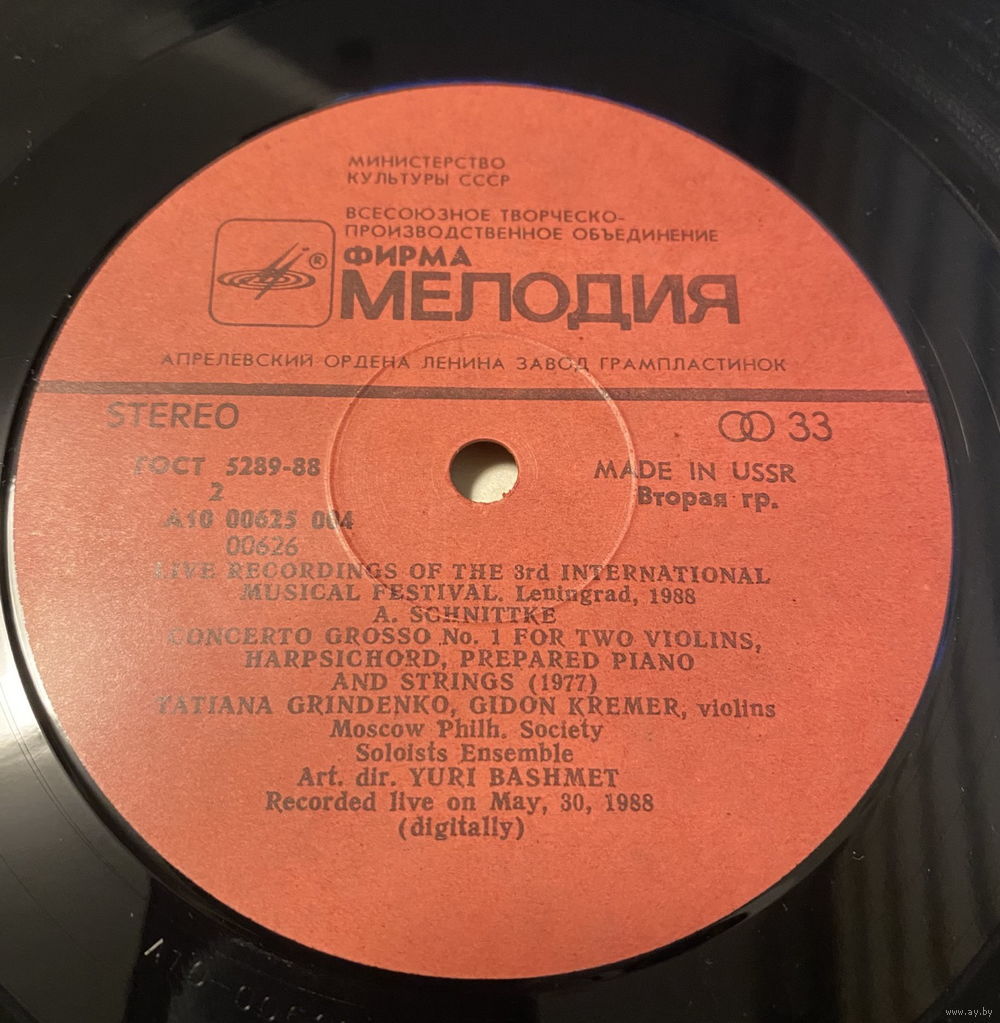 МИНИСТЕРСТВО
КУЛЬТУРЫ СССР
ВСЕСОЮЗНОЕ ТВОРЧЕСКО-
ПРОИЗВОДСТВЕННОЕ ОБЪЕДИНЕНИЕ
ФИРМА
®
МЕЛОДИЯ
АПРЕЛЕВСКИЙ ОРДЕНА ЛЕНИНА ЗАВОД ГРАМПЛАСТИНОК
STEREO
33
ГОСТ 5289-88
MADE IN USSR
2
Вторая гр.
А10 00625 004
00626
LIVE RECORDINGS OF THE 3rd INTERNATIONAL
MUSICAL FESTIVAL. Leningrad, 1988
A. SCHNITTKE
CONCERTO GROSSO No. 1 FOR TWO VIOLINS,
HARPSICHORD, PREPARED PIANO
AND STRINGS (1977)
TATIANA GRINDENKO, GIDON KREMER, violins
Moscow Philh. Society
Soloists Ensemble
Art. dir. YURI BASHMET
Recorded live on May, 30, 1988
(digitally)
www.ay.by